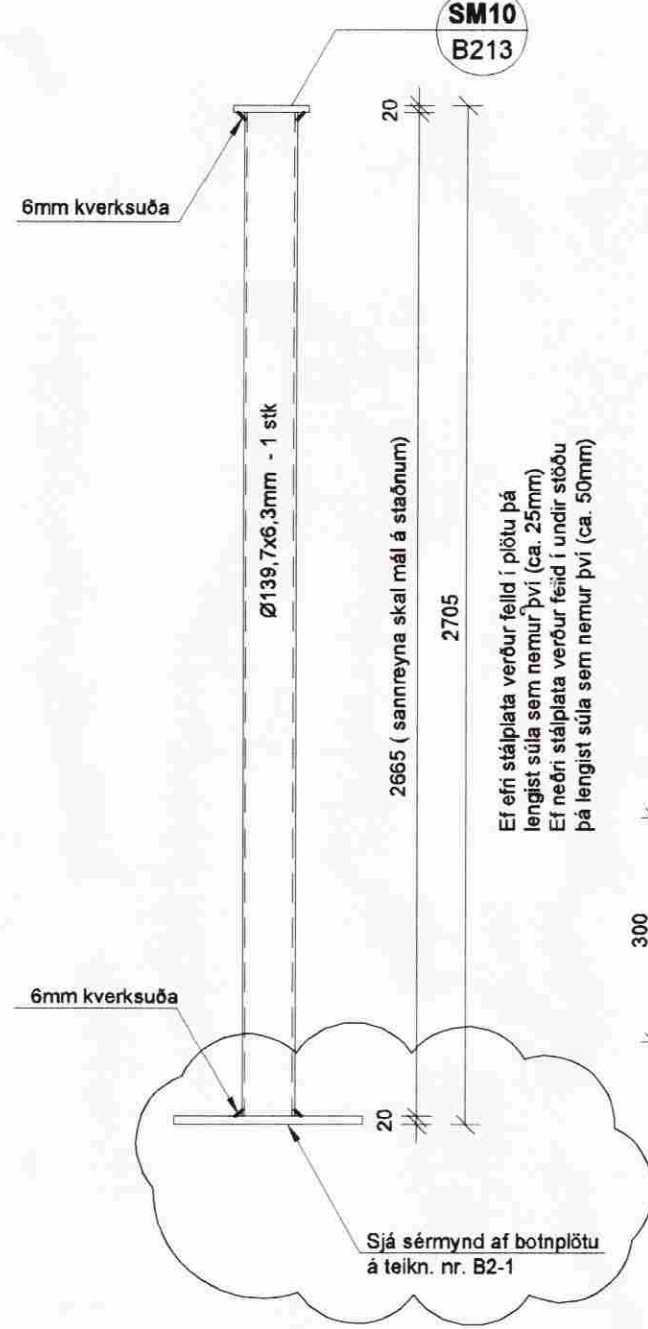 SM10
B213
20
6mm kverksuða
Ø139,7x6,3mm - 1 stk
2665 ( sannreyna skal mál á staðnum)
2705
Ef efri stálplata verður felld í plötu þá
lengist súla sem nemur því (ca. 25mm)
Ef neðri stálplata verður felld í undir stöðu
þá lengist súla sem nemur því (ca. 50mm)
300
6mm kverksuða
20
Sjá sérmynd af botnplötu
á teikn. nr. B2-1